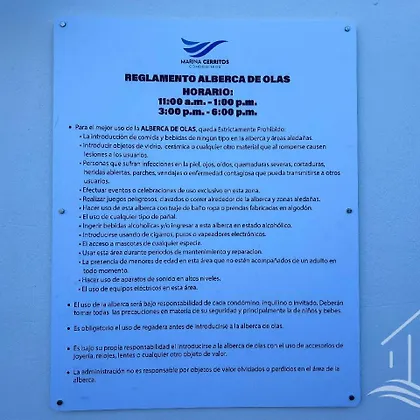 MARINA CERRITOS
REGLAMENTO ALBERCA DE OLAS
HORARIO:
11:00 a.m. - 1:00 p.m.
3:00 p.m. - 6:00 p.m.
• Para el mejor uso de la ALBERCA DE OLAS, queda Estrictamente Prohibido:
• La introducción de comida y bebidas de ningún tipo en la alberca y áreas aledañas.
• Introducir objetos de vidrio, cerámica o cualquier otro material que al romperse causen
lesiones a los usuarios.
• Personas que sufran infecciones en la piel, ojos, oídos, quemaduras severas, cortaduras,
heridas abiertas, parches, vendajes o enfermedad contagiosa que pueda transmitirse a otros
usuarios.
• Efectuar eventos o celebraciones de uso exclusivo en esta zona.
• Realizar juegos peligrosos, clavados o correr alrededor de la alberca y zonas aledañas.
• Hacer uso de esta alberca con traje de baño ropa o prendas fabricadas en algodón.
• El uso de cualquier tipo de pañal.
• Ingerir bebidas alcohólicas y/o ingresar a esta alberca en estado alcohólico.
• Introducirse usando de cigarros, puros o vapeadores electrónicos.
• El acceso a mascotas de cualquier especie.
• Usar esta área durante periodos de mantenimiento y reparación.
• La presencia de menores de edad en esta área que no estén acompañados de un adulto en
todo momento.
• Hacer uso de aparatos de sonido en altos niveles.
• El uso de equipos eléctricos en esta área.
• El uso de la alberca será bajo responsabilidad de cada condómino, inquilino o invitado. Deberán
tomar todas las precauciones en materia de su seguridad y principalmente la de niños y bebés.
• Es obligatorio el uso de regadera antes de introducirse a la alberca de olas.
• Es bajo su propia responsabilidad el introducirse a la alberca de olas con el uso de accesorios de
joyería, relojes, lentes o cualquier otro objeto de valor.
• La administración no es responsable por objetos de valor olvidados o perdidos en el área de la
alberca.